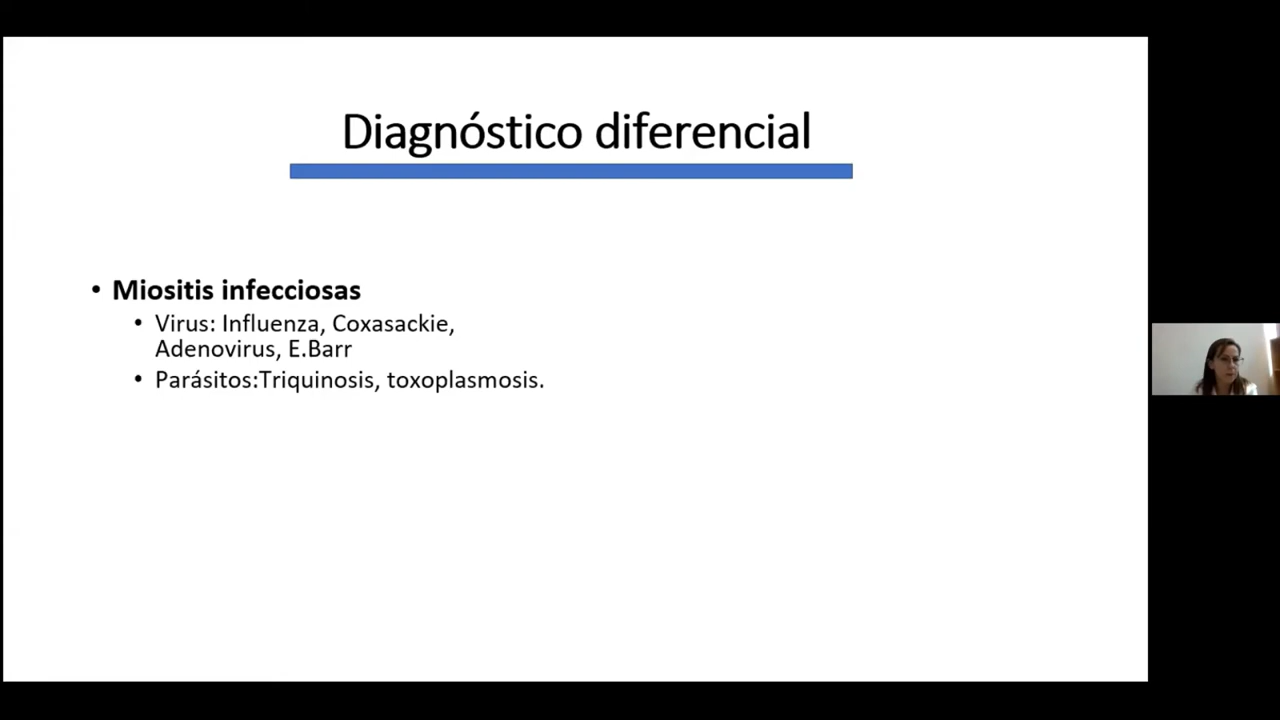 Diagnóstico diferencial
• Miositis infecciosas
• Virus: Influenza, Coxasackie,
Adenovirus, E.Barr
• Parásitos:Triquinosis, toxoplasmosis.